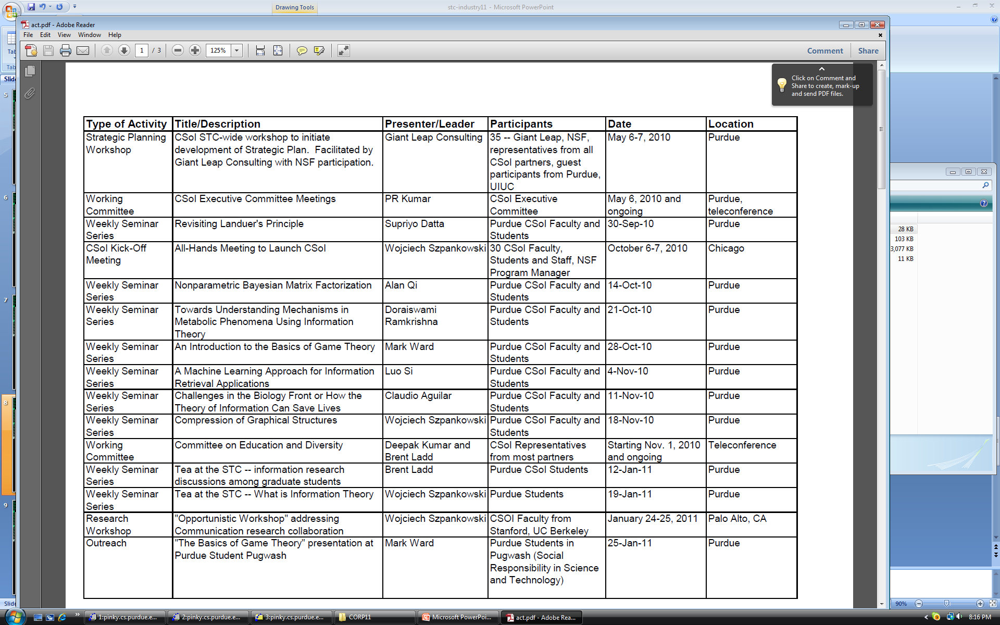 Drawing Tools
stc-industry11 - Microsoft PowerPoint
act.pdf - Adobe Reader
File Edit View Window Help
1 / 3 125% Comment Share
Click on Comment and
Share to create, mark-up
and send PDF files.
Type of Activity Title/Description Presenter/Leader Participants Date Location
Strategic Planning CSoI STC-wide workshop to initiate Giant Leap Consulting 35 -- Giant Leap, NSF, May 6-7, 2010 Purdue
Workshop development of Strategic Plan. Facilitated by representatives from all
Giant Leap Consulting with NSF participation. CSoI partners, guest
participants from Purdue,
UIUC
Working CSoI Executive Committee Meetings PR Kumar CSoI Executive May 6, 2010 and Purdue,
Committee Committee ongoing teleconference
Weekly Seminar Revisiting Landuer's Principle Supriyo Datta Purdue CSoI Faculty and 30-Sep-10 Purdue
Series Students
CSoI Kick-Off All-Hands Meeting to Launch CSoI Wojciech Szpankowski 30 CSoI Faculty, October 6-7, 2010 Chicago
Meeting Students and Staff, NSF
Program Manager
Weekly Seminar Nonparametric Bayesian Matrix Factorization Alan Qi Purdue CSoI Faculty and 14-Oct-10 Purdue
Series Students
Weekly Seminar Towards Understanding Mechanisms in Doraiswami Purdue CSoI Faculty and 21-Oct-10 Purdue
Series Metabolic Phenomena Using Information Ramkrishna Students
Theory
Weekly Seminar An Introduction to the Basics of Game Theory Mark Ward Purdue CSoI Faculty and 28-Oct-10 Purdue
Series Students
Weekly Seminar A Machine Learning Approach for Information Luo Si Purdue CSoI Faculty and 4-Nov-10 Purdue
Series Retrieval Applications Students
Weekly Seminar Challenges in the Biology Front or How the Claudio Aguilar Purdue CSoI Faculty and 11-Nov-10 Purdue
Series Theory of Information Can Save Lives Students
Weekly Seminar Compression of Graphical Structures Wojciech Szpankowski Purdue CSoI Faculty and 18-Nov-10 Purdue
Series Students
Working Committee on Education and Diversity Deepak Kumar and CSoI Representatives Starting Nov. 1, 2010 Teleconference
Committee Brent Ladd from most partners and ongoing
Weekly Seminar Tea at the STC -- information research Brent Ladd Purdue CSoI Students 12-Jan-11 Purdue
Series discussions among graduate students
Weekly Seminar Tea at the STC -- What is Information Theory Wojciech Szpankowski Purdue Students 19-Jan-11 Purdue
Series
Research "Opportunistic Workshop" addressing Wojciech Szpankowski CSOI Faculty from January 24-25, 2011 Palo Alto, CA
Workshop Communication research collaboration Stanford, UC Berkeley
Outreach "The Basics of Game Theory" presentation at Mark Ward Purdue Students in 25-Jan-11 Purdue
Purdue Student Pugwash Pugwash (Social
Responsibility in Science
and Technology)
Tab
Tab
Slid
5
6
7
8
9
Slide
28 KB
103 KB
3,077 KB
11 KB
90%
1:pinky.cs.purdue.e... 2:pinky.cs.purdue.e... 3:pinky.cs.purdue.e... CORP11 Microsoft PowerPoi... act.pdf - Adobe Rea... 8:16 PM